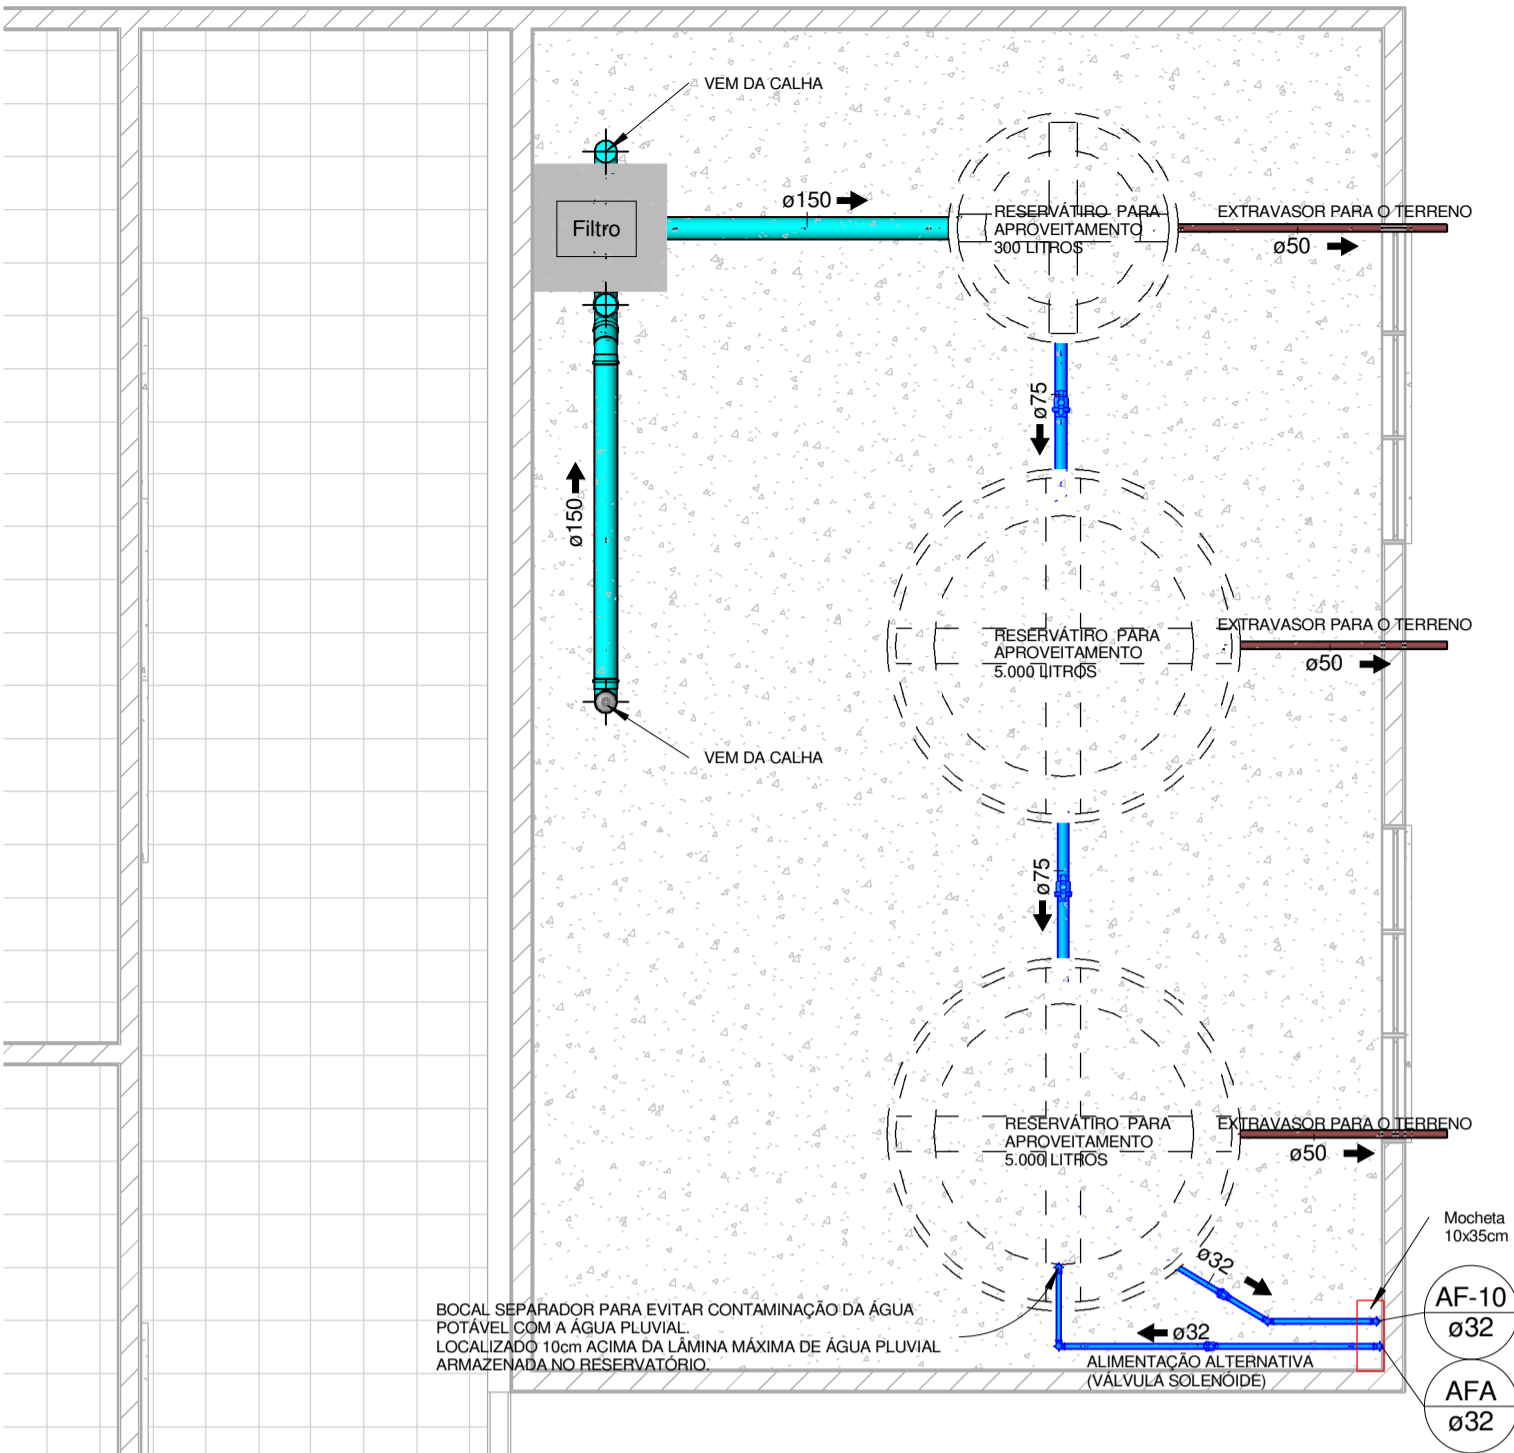 VEM DA CALHA
ø150
Filtro
RESERVÁTIRO PARA
APROVEITAMENTO
300 LITROS
EXTRAVASOR PARA O TERRENO
ø50
ø75
ø150
RESERVÁTIRO PARA
APROVEITAMENTO
5.000 LITROS
EXTRAVASOR PARA O TERRENO
ø50
VEM DA CALHA
ø75
RESERVÁTIRO PARA
APROVEITAMENTO
5.000 LITROS
EXTRAVASOR PARA O TERRENO
ø50
Mocheta
10x35cm
ø32
AF-10
ø32
BOCAL SEPARADOR PARA EVITAR CONTAMINAÇÃO DA ÁGUA
POTÁVEL COM A ÁGUA PLUVIAL.
LOCALIZADO 10cm ACIMA DA LÂMINA MÁXIMA DE ÁGUA PLUVIAL
ARMAZENADA NO RESERVATÓRIO.
ø32
ALIMENTAÇÃO ALTERNATIVA
(VÁLVULA SOLENÓIDE)
AFA
ø32